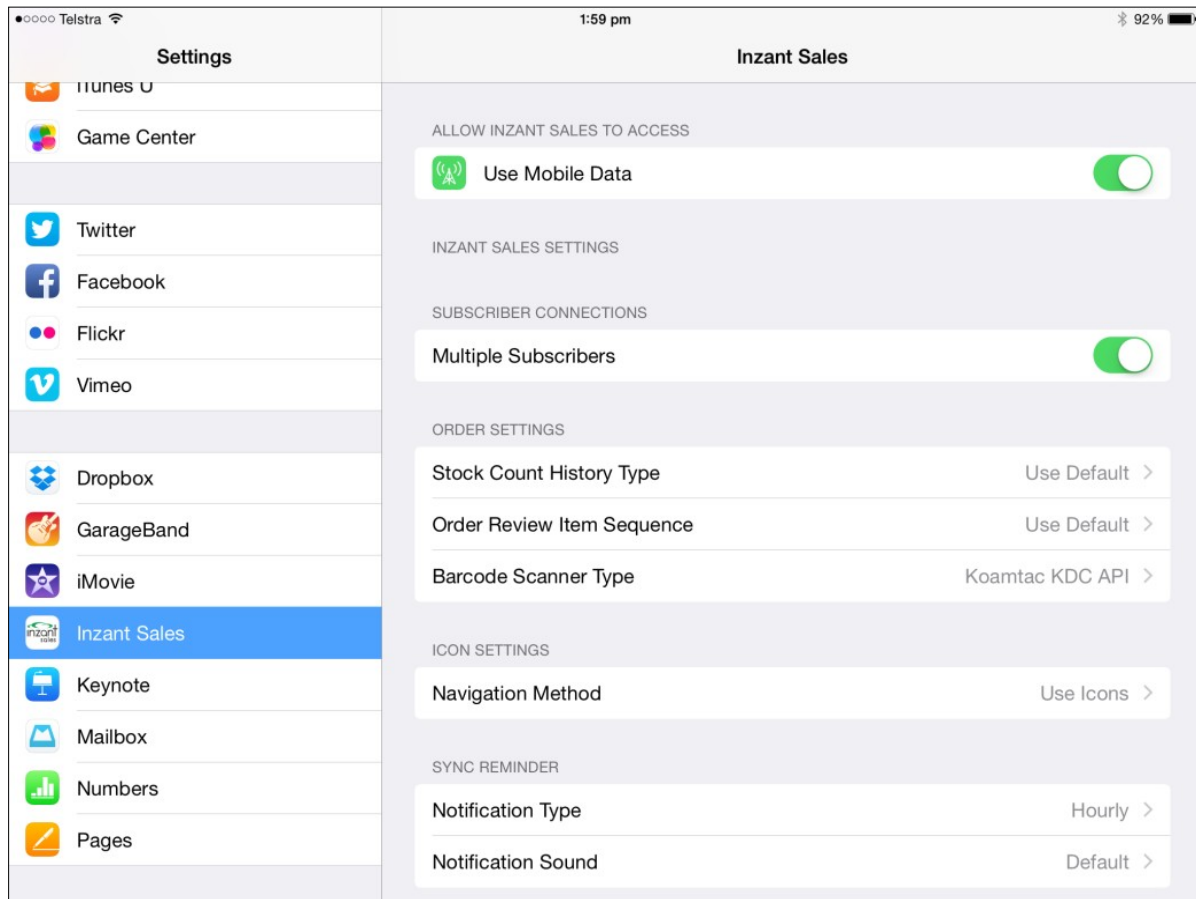 Telstra
1:59 pm
92%
Settings
Inzant Sales
iTunes U
Game Center
Twitter
Facebook
Flickr
Vimeo
Dropbox
GarageBand
iMovie
inzant
sales
Inzant Sales
Keynote
Mailbox
Numbers
Pages
ALLOW INZANT SALES TO ACCESS
Use Mobile Data
INZANT SALES SETTINGS
SUBSCRIBER CONNECTIONS
Multiple Subscribers
ORDER SETTINGS
Stock Count History Type Use Default >
Order Review Item Sequence Use Default >
Barcode Scanner Type Koamtac KDC API >
ICON SETTINGS
Navigation Method Use Icons >
SYNC REMINDER
Notification Type Hourly >
Notification Sound Default >